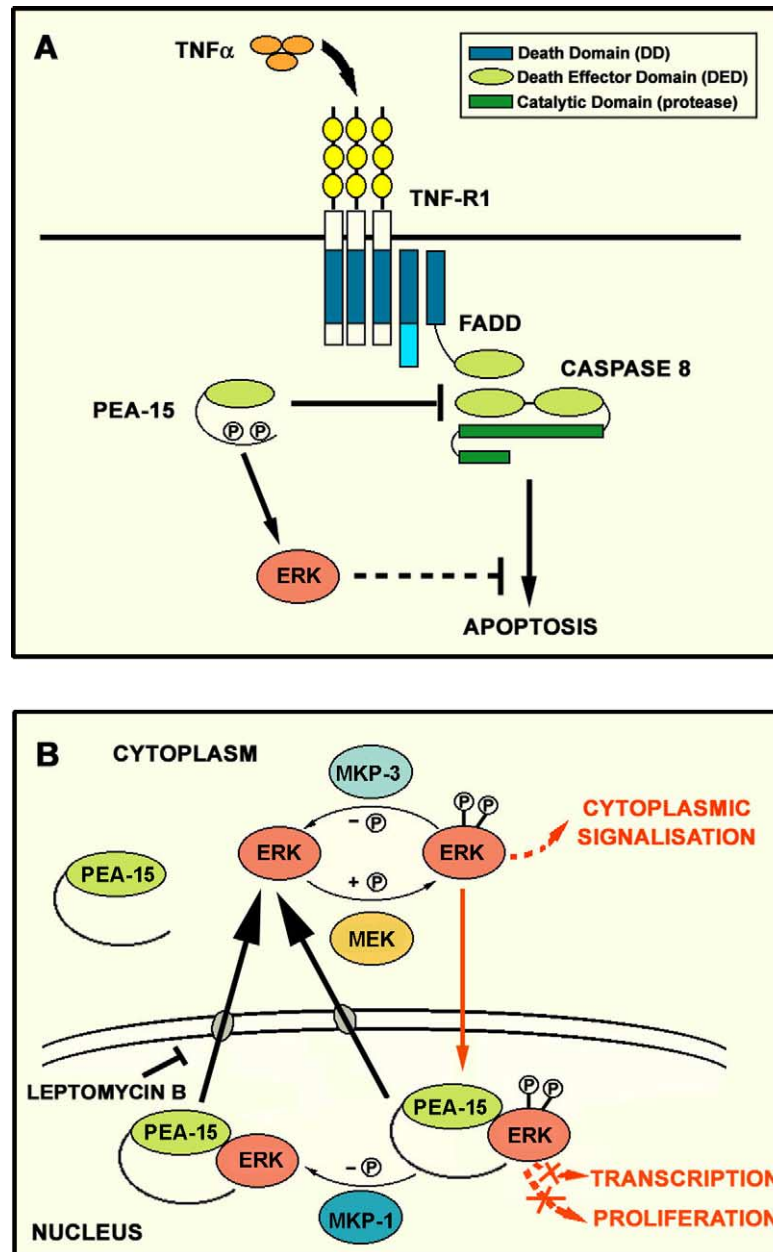 A
TNFα
Death Domain (DD)
Death Effector Domain (DED)
Catalytic Domain (protease)
TNF-R1
FADD
CASPASE 8
PEA-15
P P
ERK
APOPTOSIS
B
CYTOPLASM
MKP-3
P P
CYTOPLASMIC
SIGNALISATION
- P
ERK
ERK
PEA-15
+ P
MEK
LEPTOMYCIN B
PEA-15
P P
PEA-15
ERK
ERK
- P
TRANSCRIPTION
MKP-1
PROLIFERATION
NUCLEUS